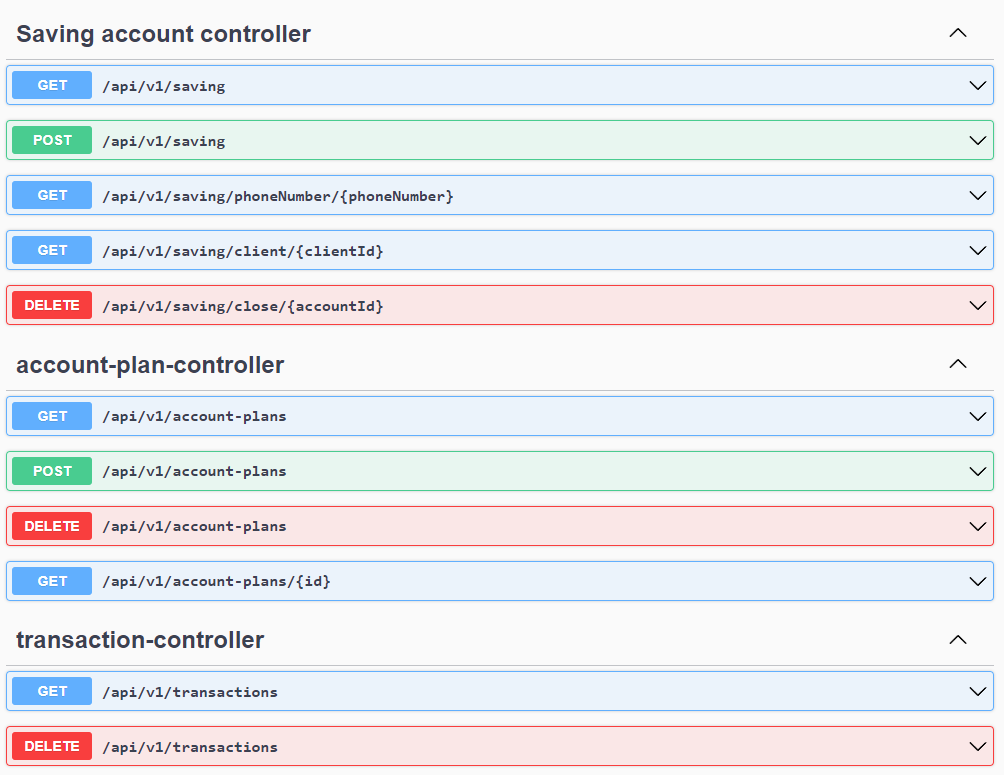 Saving account controller
GET /api/v1/saving
POST /api/v1/saving
GET /api/v1/saving/phoneNumber/{phoneNumber}
GET /api/v1/saving/client/{clientId}
DELETE /api/v1/saving/close/{accountId}
account-plan-controller
GET /api/v1/account-plans
POST /api/v1/account-plans
DELETE /api/v1/account-plans
GET /api/v1/account-plans/{id}
transaction-controller
GET /api/v1/transactions
DELETE /api/v1/transactions